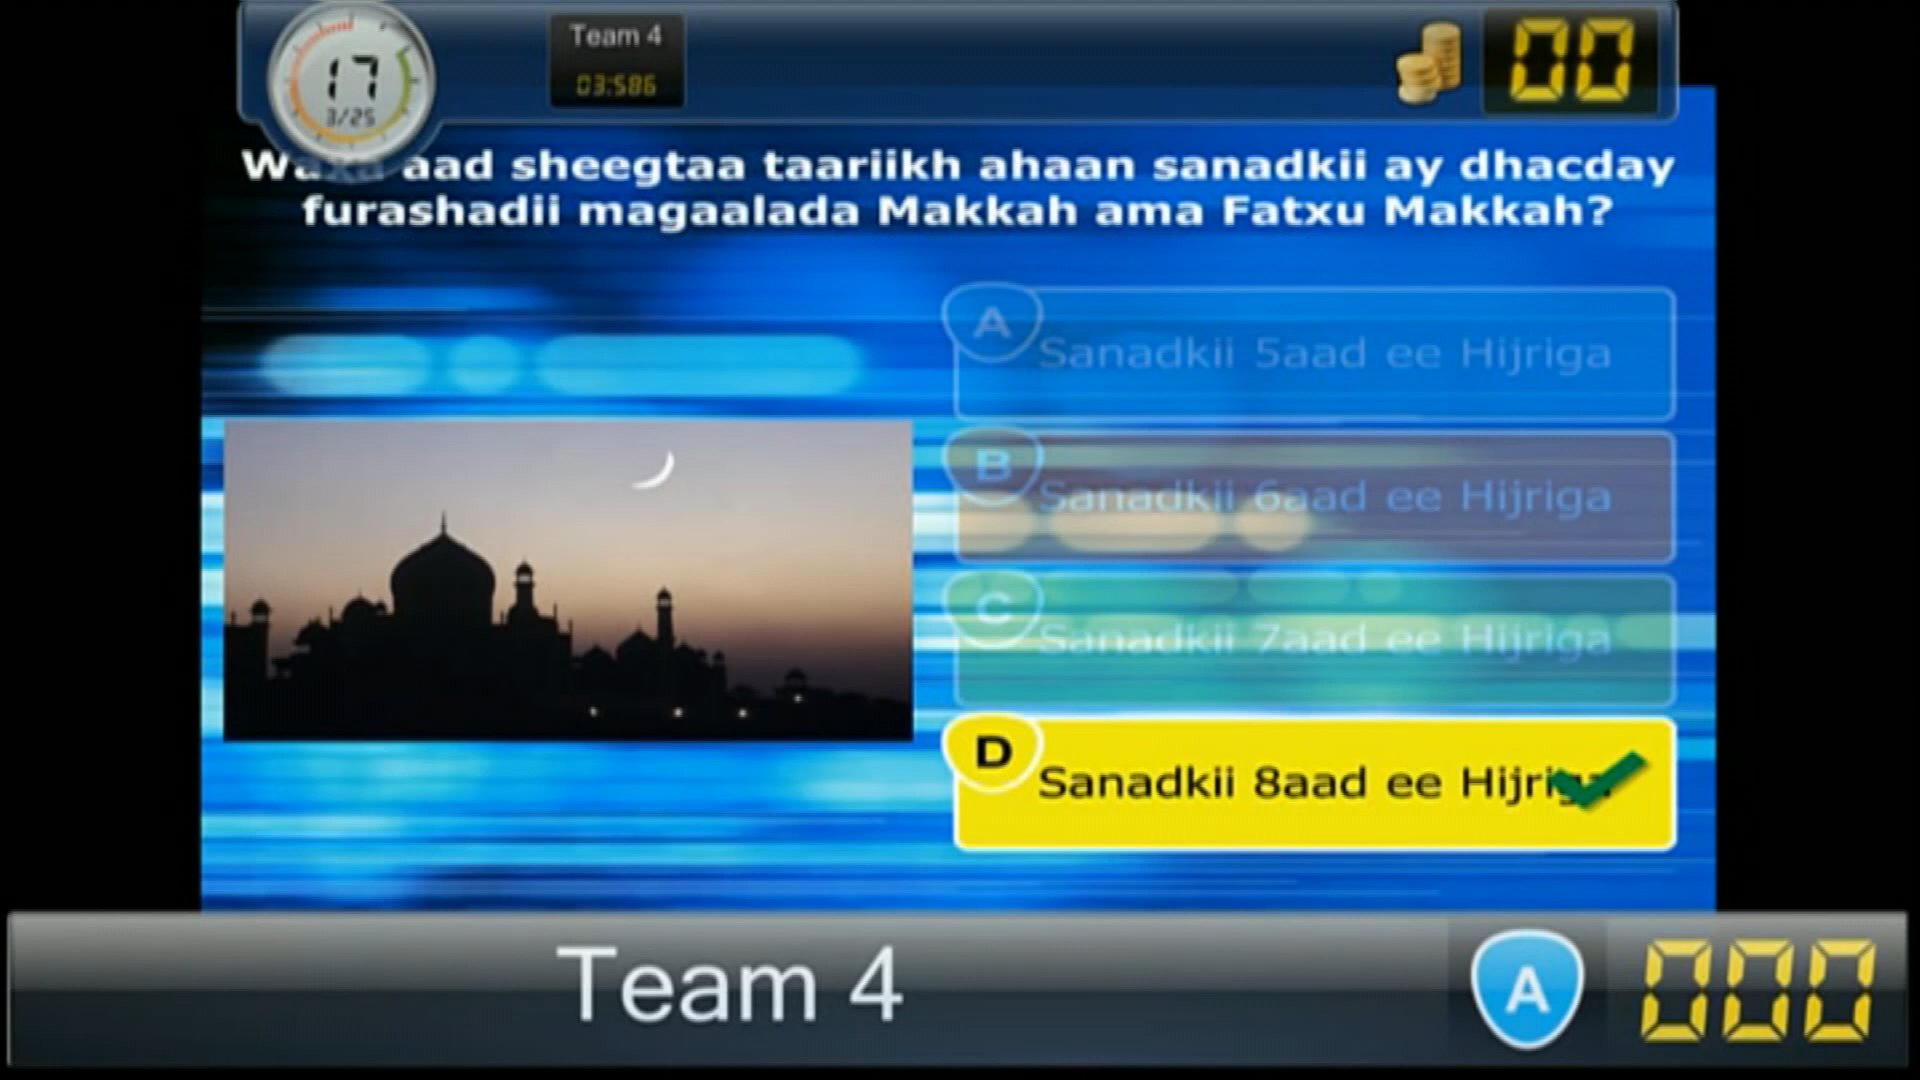 17
3/25
Team 4
03:586
00
Waxa aad sheegtaa taariikh ahaan sanadkii ay dhacday
furashadii magaalada Makkah ama Fatxu Makkah?
A
Sanadkii 5aad ee Hijriga
B
Sanadkii 6aad ee Hijriga
C
Sanadkii 7aad ee Hijriga
D
Sanadkii 8aad ee Hijriga
Team 4
A
000